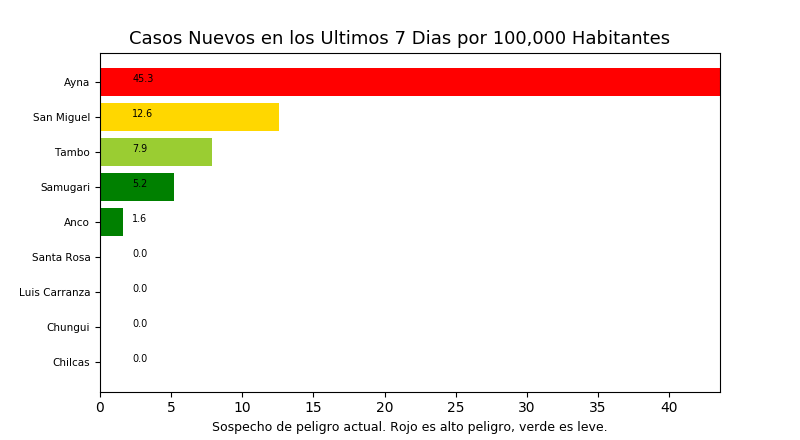 Casos Nuevos en los Ultimos 7 Dias por 100,000 Habitantes
Ayna 45.3
San Miguel 12.6
Tambo 7.9
Samugari 5.2
Anco 1.6
Santa Rosa 0.0
Luis Carranza 0.0
Chungui 0.0
Chilcas 0.0
0 5 10 15 20 25 30 35 40
Sospecho de peligro actual. Rojo es alto peligro, verde es leve.